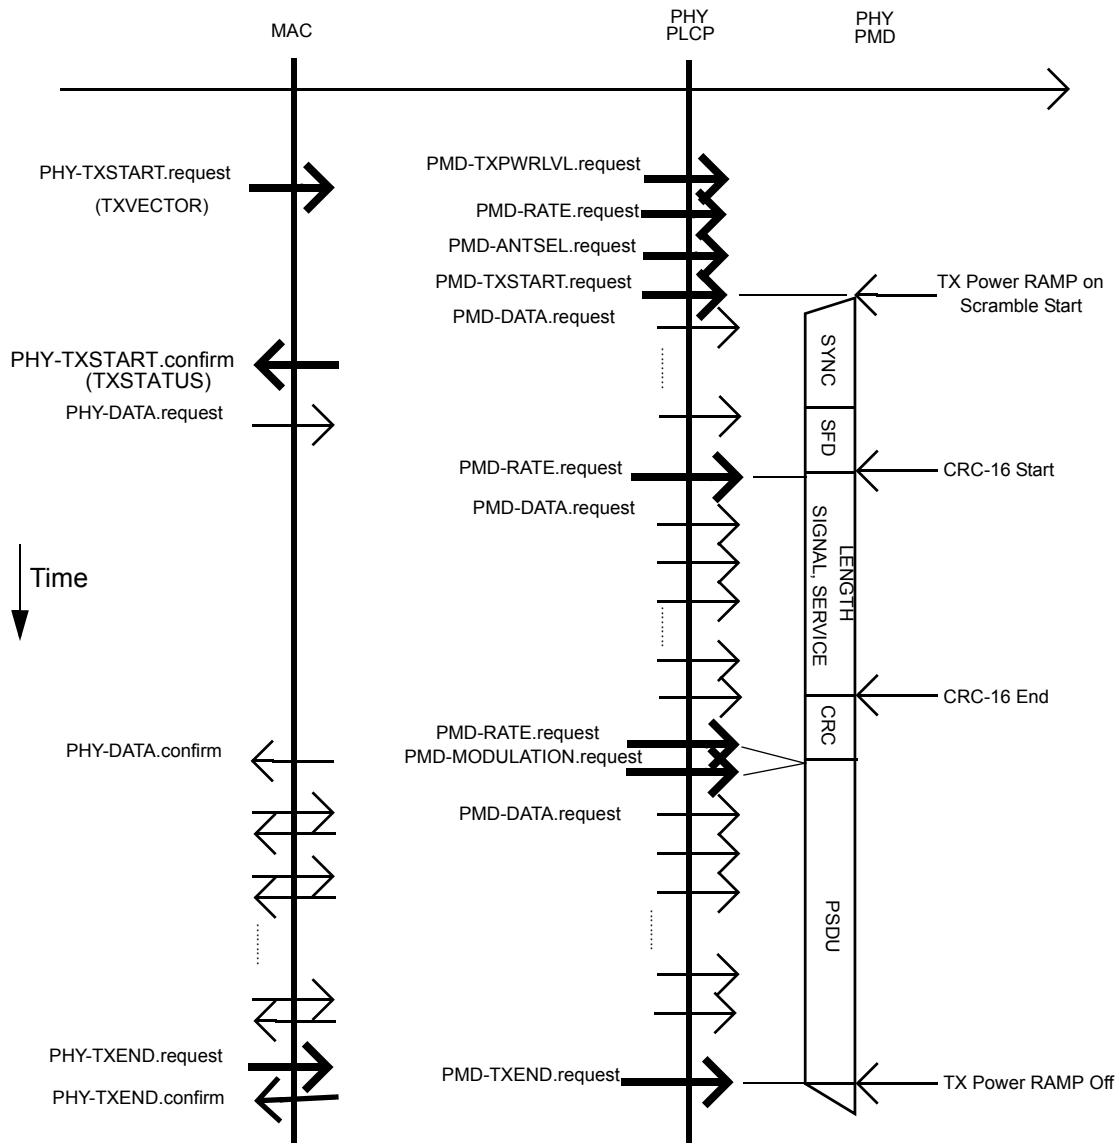 MAC
PHY
PLCP
PHY
PMD
PHY-TXSTART.request
(TXVECTOR)
PMD-TXPWRLVL.request
PMD-RATE.request
PMD-ANTSEL.request
PMD-TXSTART.request
PMD-DATA.request
TX Power RAMP on
Scramble Start
PHY-TXSTART.confirm
(TXSTATUS)
PHY-DATA.request
SYNC
SFD
PMD-RATE.request
CRC-16 Start
PMD-DATA.request
LENGTH
SIGNAL, SERVICE
Time
CRC-16 End
CRC
PMD-RATE.request
PHY-DATA.confirm
PMD-MODULATION.request
PMD-DATA.request
PSDU
PHY-TXEND.request
PMD-TXEND.request
TX Power RAMP Off
PHY-TXEND.confirm